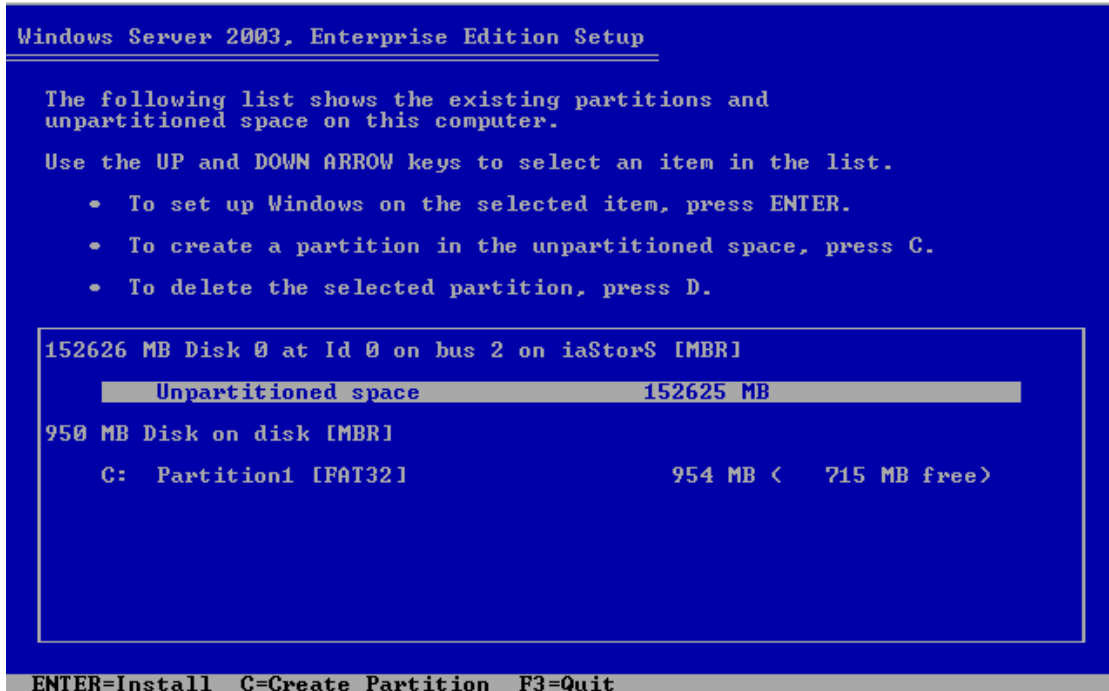 Windows Server 2003, Enterprise Edition Setup
The following list shows the existing partitions and
unpartitioned space on this computer.
Use the UP and DOWN ARROW keys to select an item in the list.
• To set up Windows on the selected item, press ENTER.
• To create a partition in the unpartitioned space, press C.
• To delete the selected partition, press D.
152626 MB Disk 0 at Id 0 on bus 2 on iaStorS [MBR]
Unpartitioned space 152625 MB
950 MB Disk on disk [MBR]
C: Partition1 [FAT32] 954 MB ( 715 MB free)
ENTER=Install C=Create Partition F3=Quit